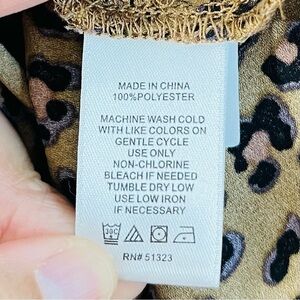 MADE IN CHINA
100%POLYESTER
MACHINE WASH COLD
WITH LIKE COLORS ON
GENTLE CYCLE
USE ONLY
NON-CHLORINE
BLEACH IF NEEDED
TUMBLE DRY LOW
USE LOW IRON
IF NECESSARY
30C
RN# 51323